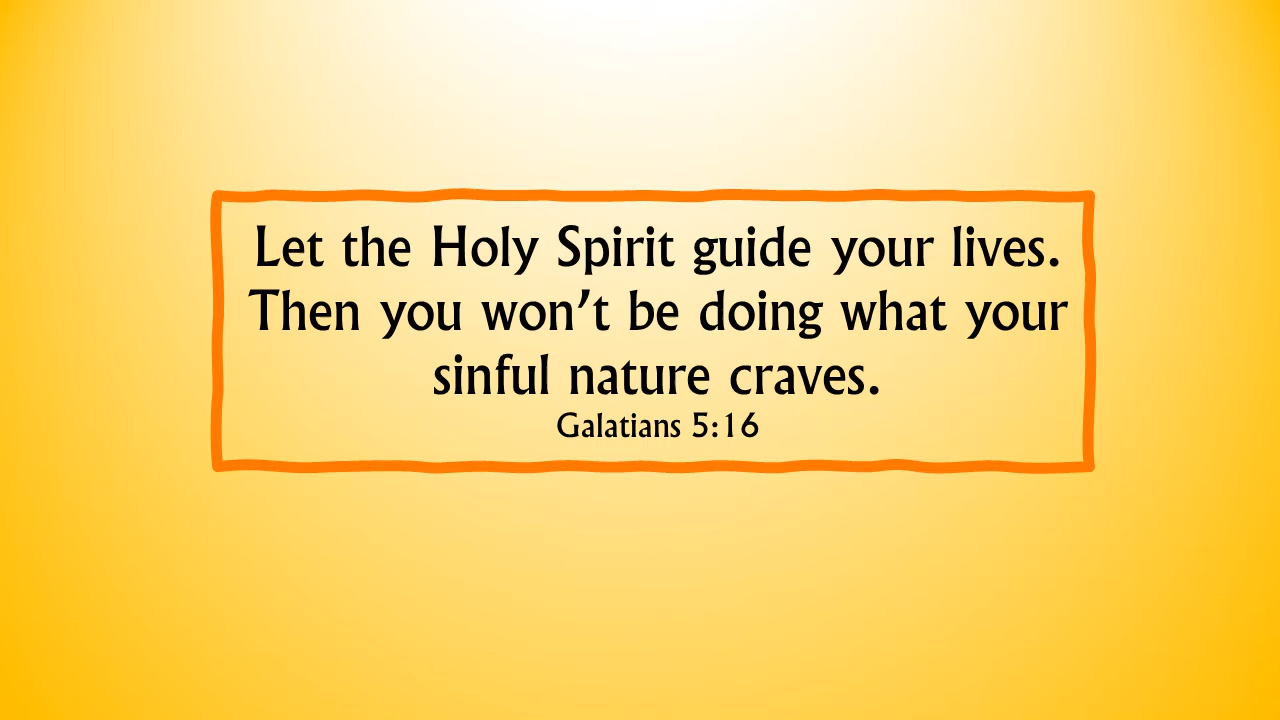 Let the Holy Spirit guide your lives.
Then you won’t be doing what your
sinful nature craves.
Galatians 5:16